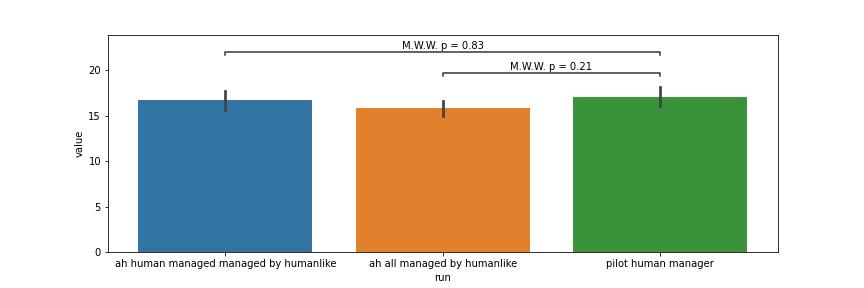 M.W.W. p = 0.83
M.W.W. p = 0.21
20
15
10
5
0
value
ah human managed managed by humanlike
ah all managed by humanlike
pilot human manager
run